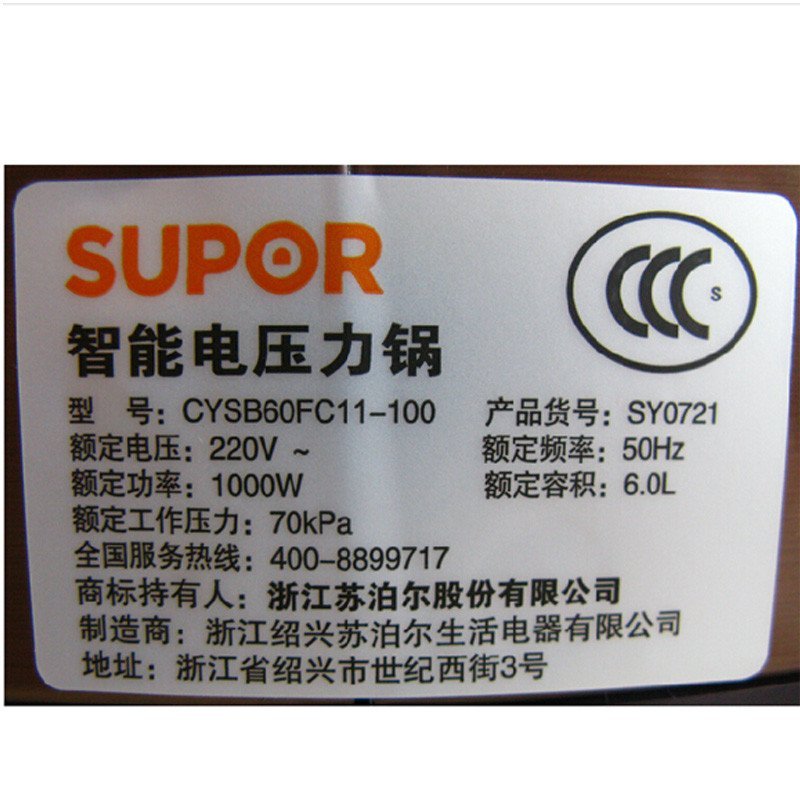 SUPOR
CCC S
智能电压力锅
型 号：CYSB60FC11-100 产品货号：SY0721
额定电压：220V ~ 额定频率：50Hz
额定功率：1000W 额定容积：6.0L
额定工作压力：70kPa
全国服务热线：400-8899717
商标持有人：浙江苏泊尔股份有限公司
制造商：浙江绍兴苏泊尔生活电器有限公司
地址：浙江省绍兴市世纪西街3号